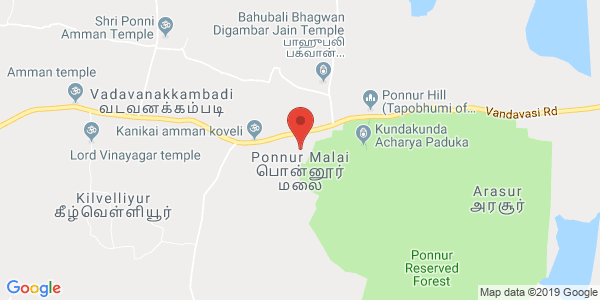 Bahubali Bhagwan
Digambar Jain Temple
பாஹுபலி
பகவான் ...
Shri Ponni
Amman Temple
Amman temple
Vadavanakkambadi
வடவனக்கம்படி
Ponnur Hill
(Tapobhumi of...
Vandavasi Rd
Kanikai amman koveli
Kundakunda
Acharya Paduka
Lord Vinayagar temple
Ponnur Malai
பொன்னூர்
மலை
Kilvelliyur
கீழ்வெள்ளியூர்
Arasur
அரசூர்
Ponnur
Reserved
Forest
Google
Map data ©2019 Google